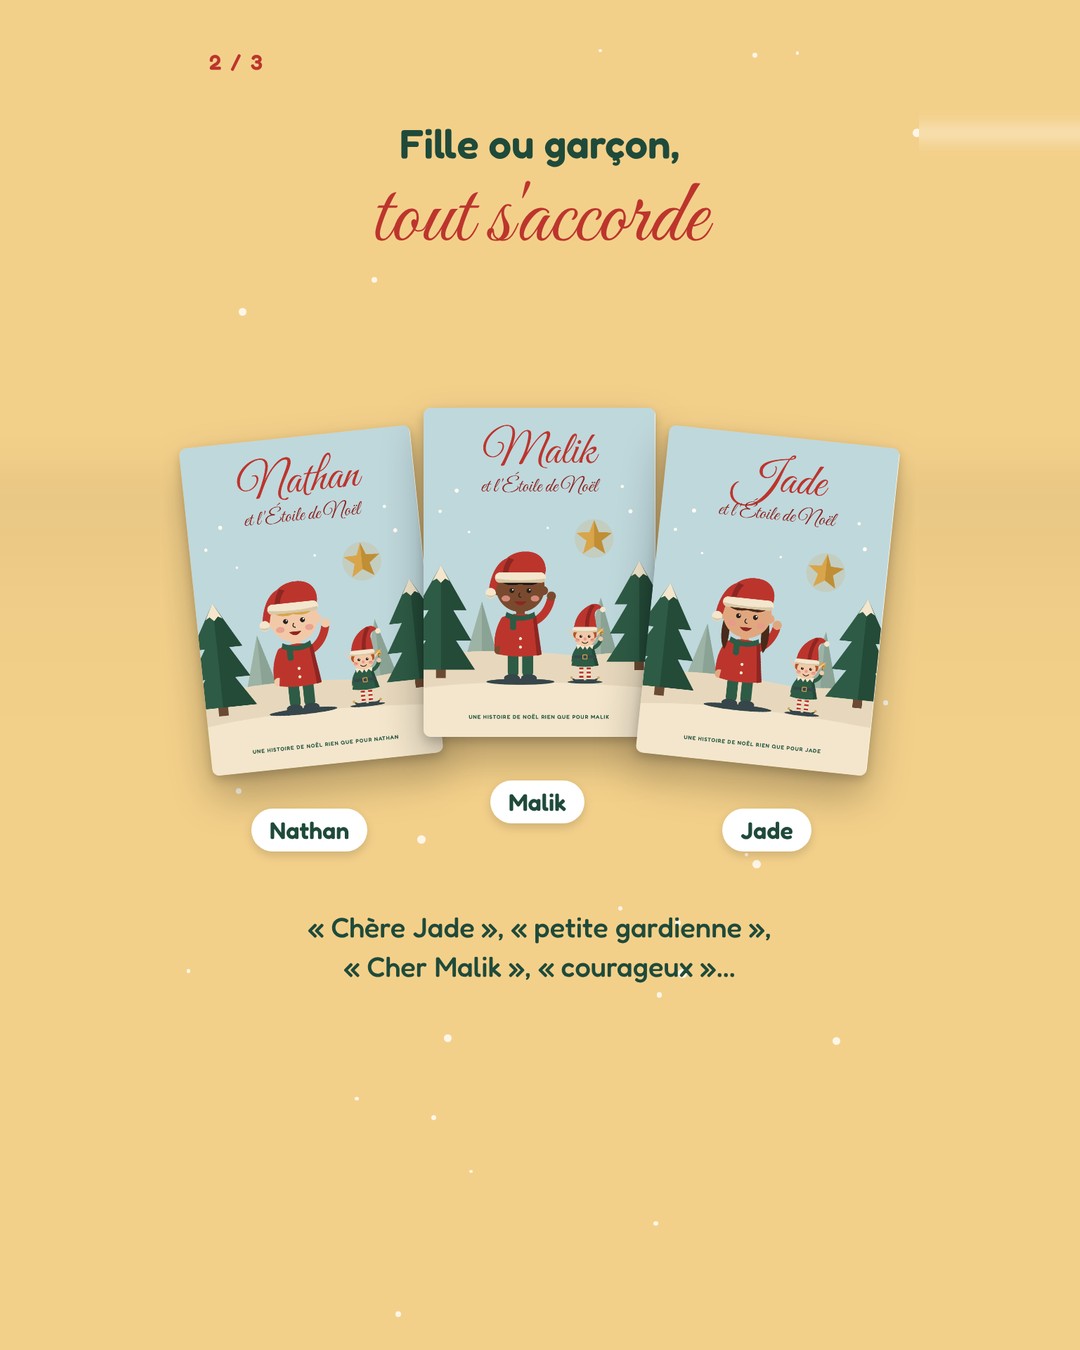 2 / 3
Fille ou garçon,
tout s'accorde
Nathan
et l'Étoile de Noël
UNE HISTOIRE DE NOËL RIEN QUE POUR NATHAN
Malik
et l'Étoile de Noël
UNE HISTOIRE DE NOËL RIEN QUE POUR MALIK
Jade
et l'Étoile de Noël
UNE HISTOIRE DE NOËL RIEN QUE POUR JADE
Nathan
Malik
Jade
« Chère Jade », « petite gardienne »,
« Cher Malik », « courageux »...